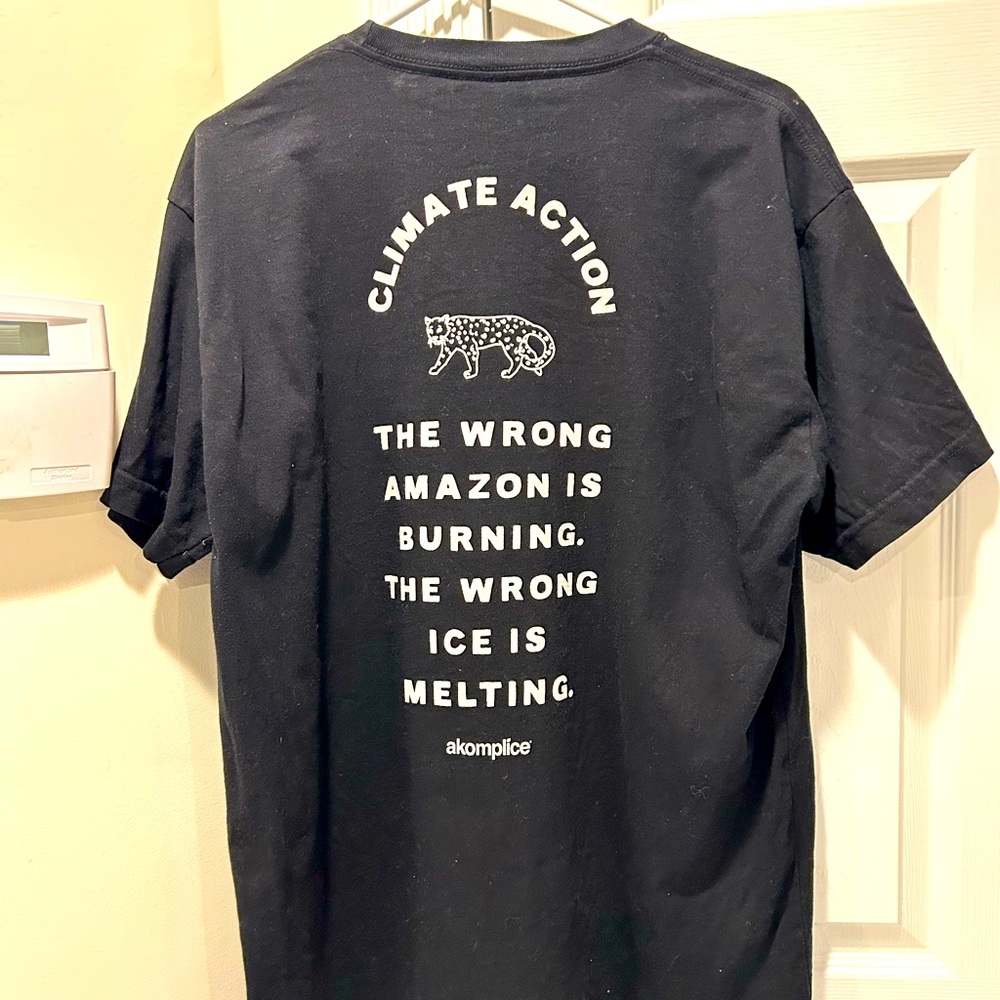 CLIMATE ACTION
THE WRONG
AMAZON IS
BURNING.
THE WRONG
ICE IS
MELTING.
akomplice